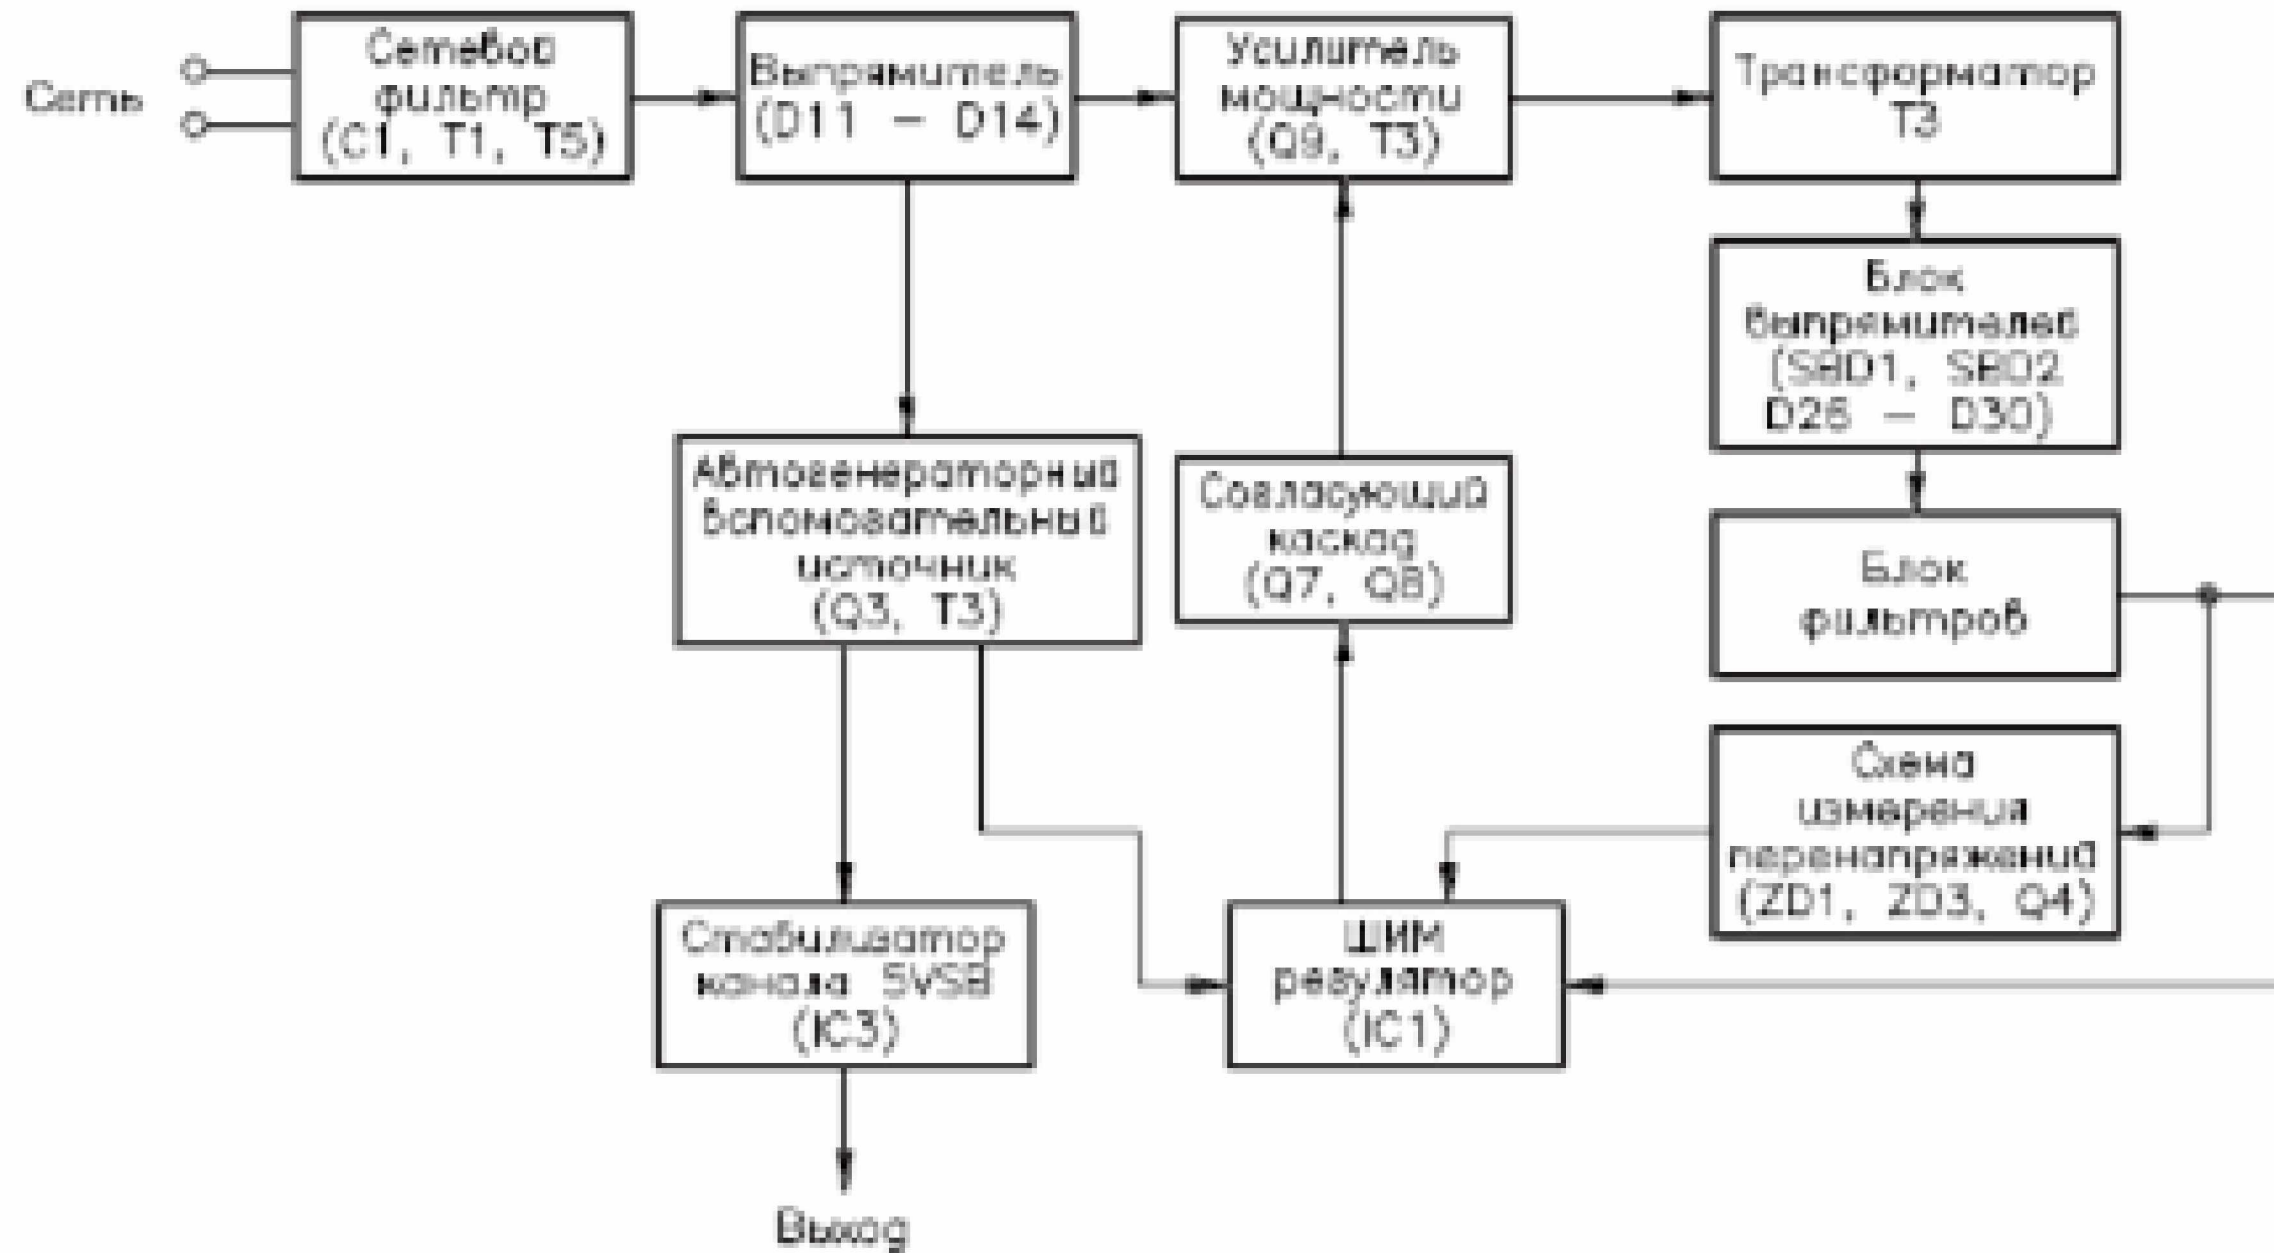 Сеть
Сетевой
фильтр
(C1, T1, T5)
Выпрямитель
(D11 – D14)
Усилитель
мощности
(Q9, T3)
Трансформатор
T3
Блок
выпрямителей
(SBD1, SBD2
D26 – D30)
Автогенераторный
вспомогательный
источник
(Q3, T3)
Согласующий
каскад
(Q7, Q8)
Блок
фильтров
Схема
измерения
перенапряжений
(ZD1, ZD3, Q4)
Стабилизатор
канала 5VSB
(IC3)
ШИМ
регулятор
(IC1)
Выход